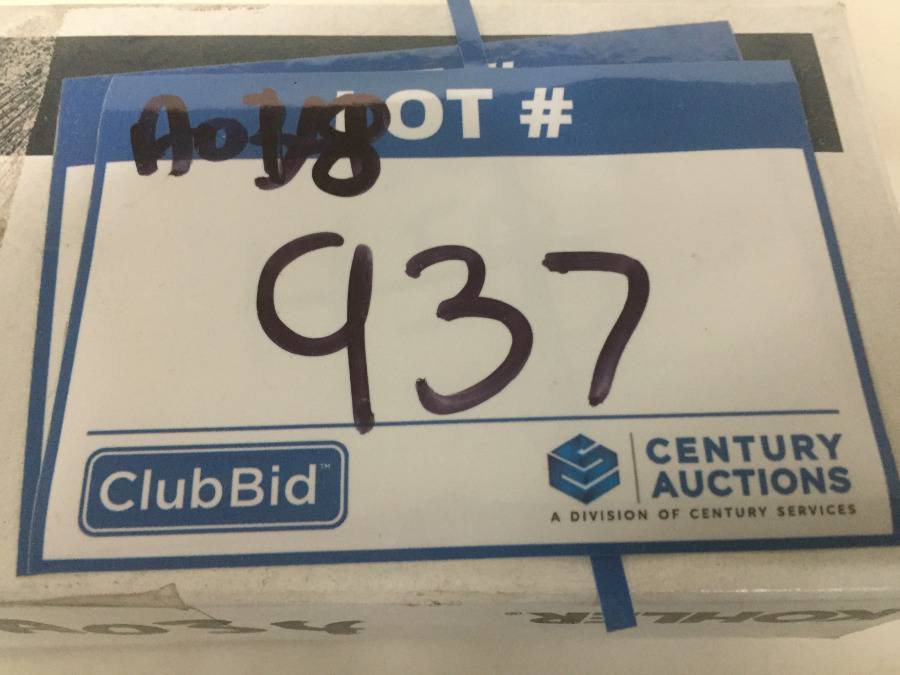 LOT #
937
ClubBid™
CENTURY
AUCTIONS
A DIVISION OF CENTURY SERVICES
KOHLER